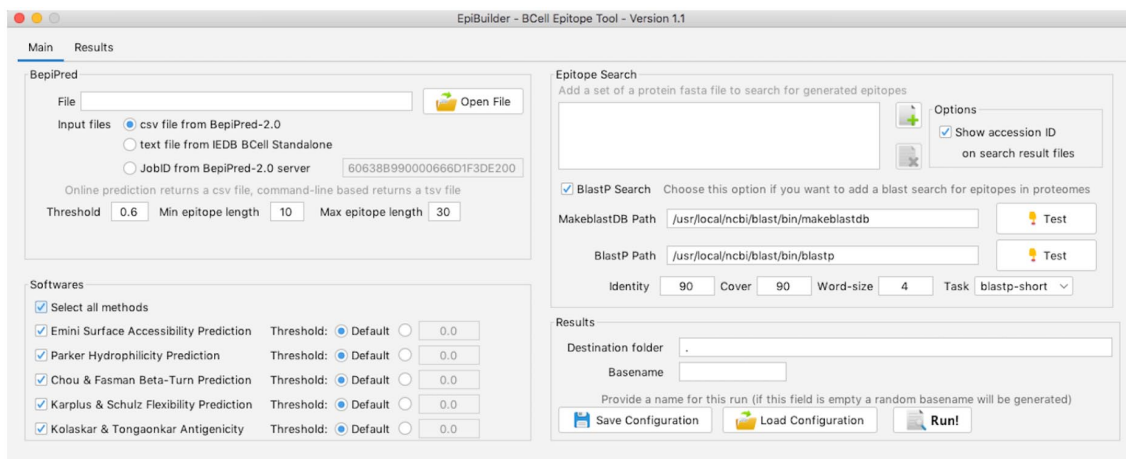 EpiBuilder - BCell Epitope Tool - Version 1.1
Main Results
BepiPred
File Open File
Input files csv file from BepiPred-2.0
text file from IEDB BCell Standalone
JobID from BepiPred-2.0 server 60638B990000666D1F3DE200
Online prediction returns a csv file, command-line based returns a tsv file
Threshold 0.6 Min epitope length 10 Max epitope length 30
Softwares
Select all methods
Emini Surface Accessibility Prediction Threshold: Default 0.0
Parker Hydrophilicity Prediction Threshold: Default 0.0
Chou & Fasman Beta-Turn Prediction Threshold: Default 0.0
Karplus & Schulz Flexibility Prediction Threshold: Default 0.0
Kolaskar & Tongaonkar Antigenicity Threshold: Default 0.0
Epitope Search
Add a set of a protein fasta file to search for generated epitopes
Options
Show accession ID
on search result files
BlastP Search Choose this option if you want to add a blast search for epitopes in proteomes
MakeblastDB Path /usr/local/ncbi/blast/bin/makeblastdb Test
BlastP Path /usr/local/ncbi/blast/bin/blastp Test
Identity 90 Cover 90 Word-size 4 Task blastp-short
Results
Destination folder .
Basename
Provide a name for this run (if this field is empty a random basename will be generated)
Save Configuration Load Configuration Run!